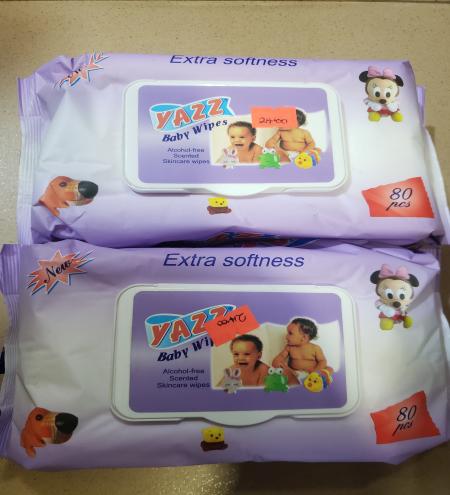 Extra softness
YAZZ
Baby Wipes
Alcohol-free
Scented
Skincare wipes
80
pcs
New
Extra softness
YAZZ
Baby Wip
Alcohol-free
Scented
Skincare wipes
80
pcs